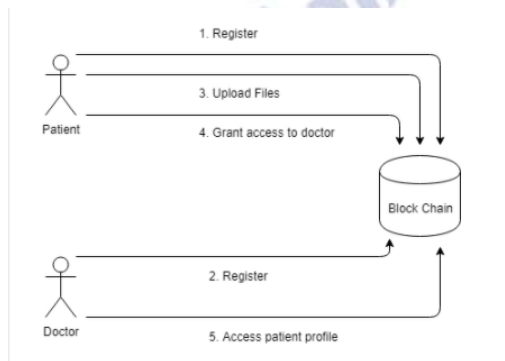 1. Register
3. Upload Files
Patient
4. Grant access to doctor
Block Chain
2. Register
Doctor
5. Access patient profile